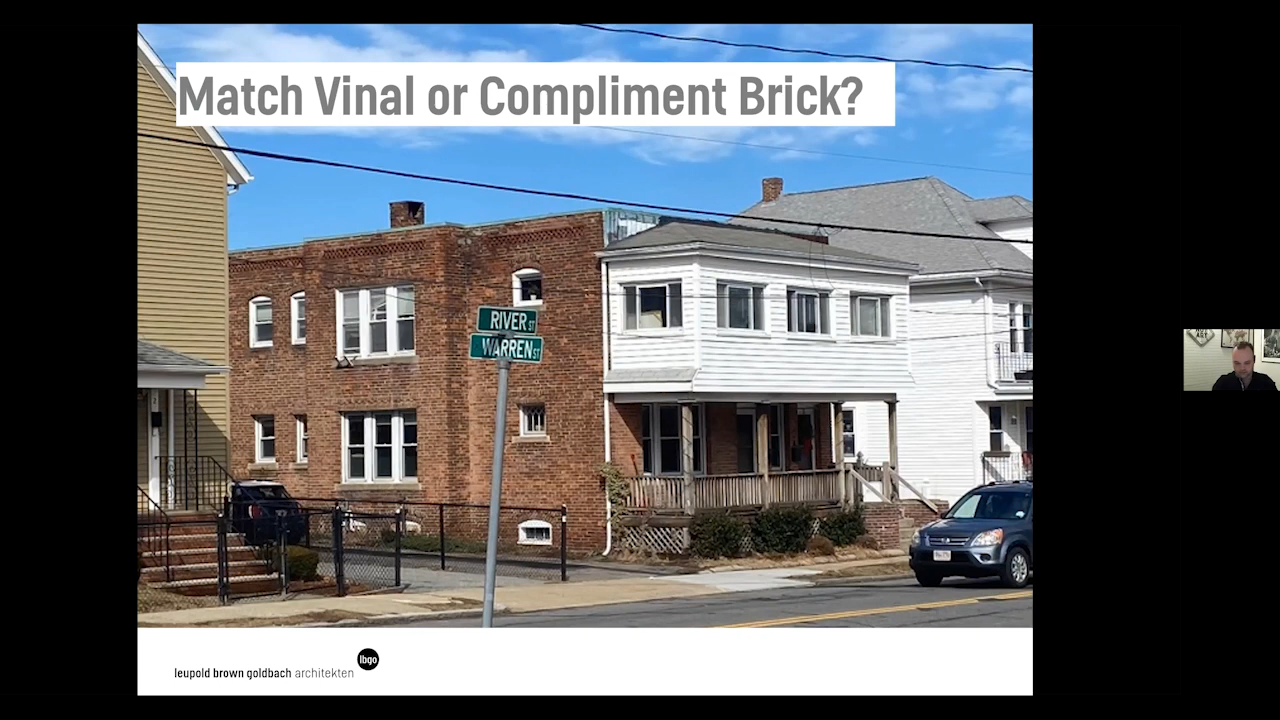 Match Vinal or Compliment Brick?
RIVER ST
WARREN ST
lbgo
leupold brown goldbach architekten